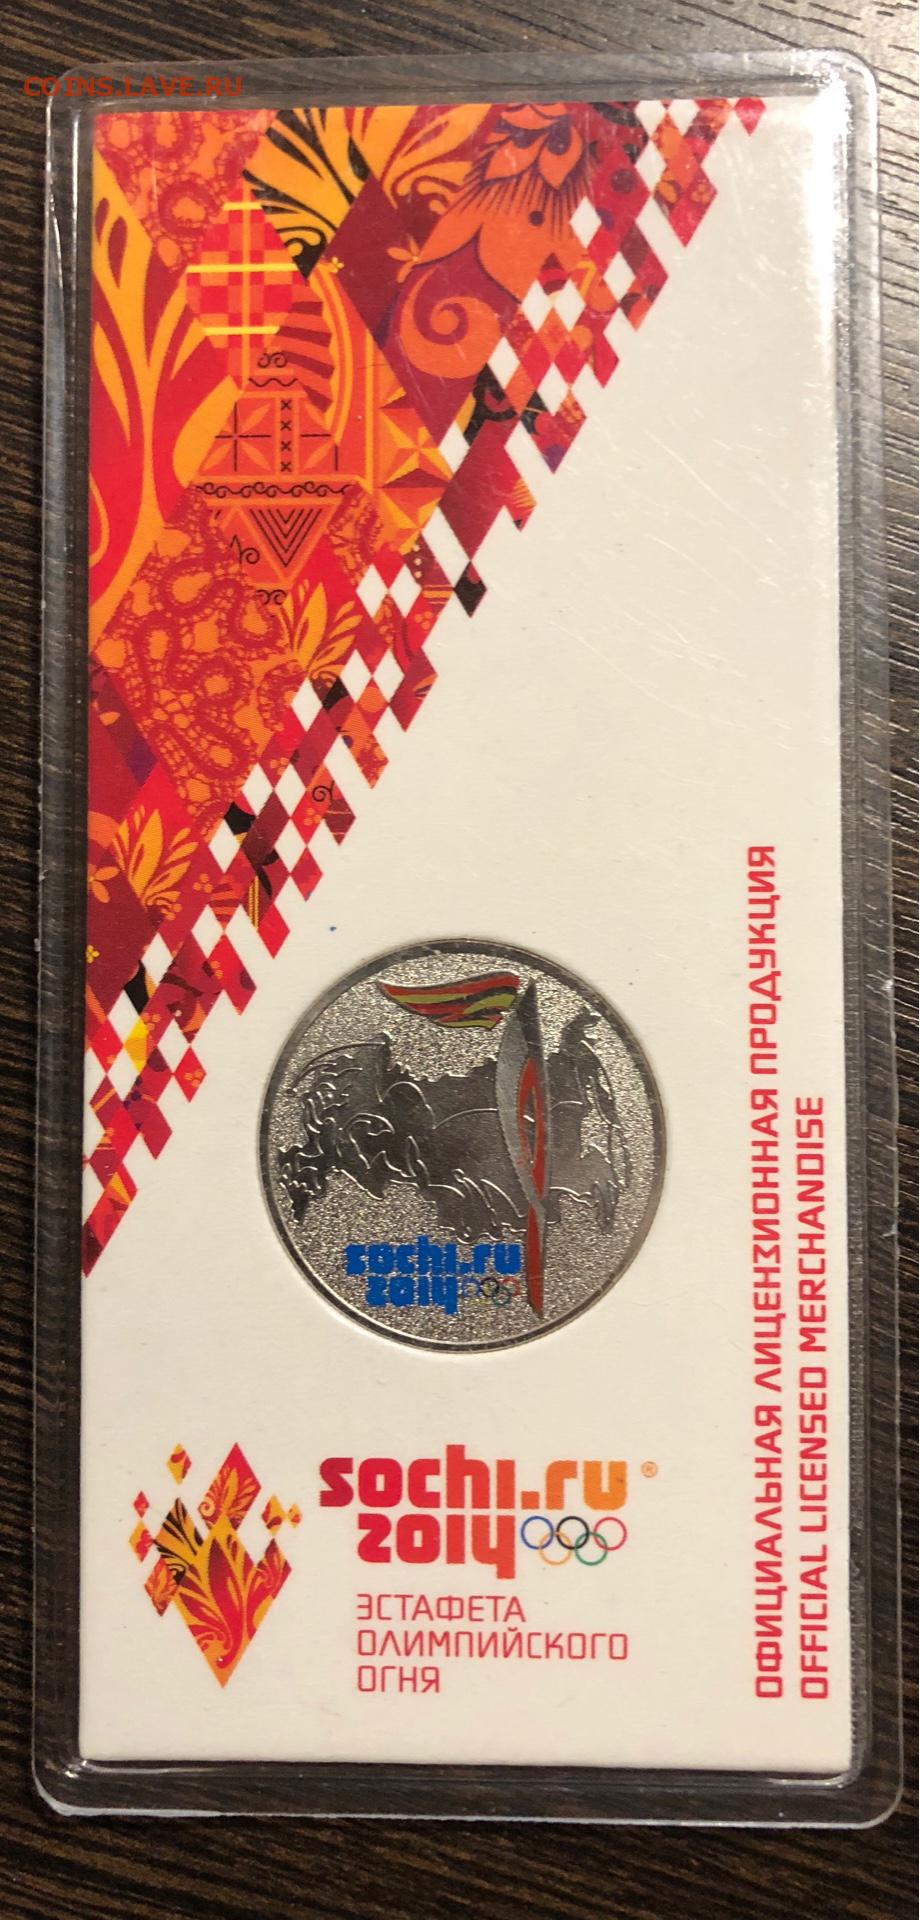 COINS.LAVE.RU
sochi.ru
2014
sochi.ru ®
2014
ЭСТАФЕТА
ОЛИМПИЙСКОГО
ОГНЯ
ОФИЦИАЛЬНАЯ ЛИЦЕНЗИОННАЯ ПРОДУКЦИЯ
OFFICIAL LICENSED MERCHANDISE